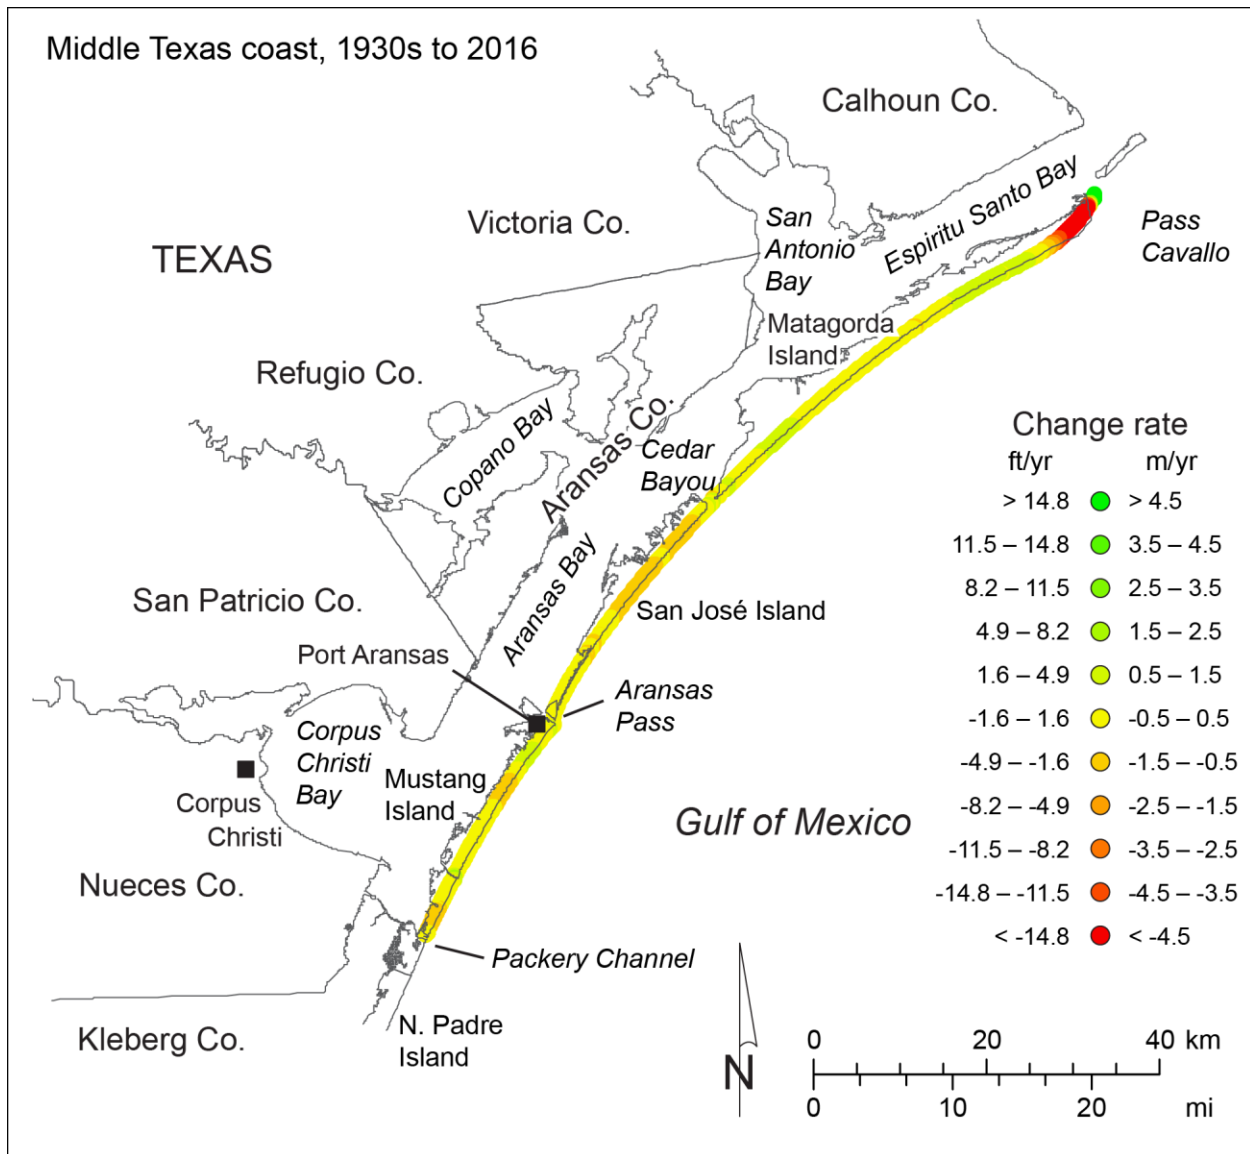 Middle Texas coast, 1930s to 2016
Calhoun Co.
Victoria Co.
San
Antonio
Bay
Espiritu Santo Bay
Pass
Cavallo
TEXAS
Matagorda
Island
Refugio Co.
Copano Bay
Aransas Co.
Cedar
Bayou
Aransas Bay
San Patricio Co.
San José Island
Port Aransas
Aransas
Pass
Corpus
Christi
Bay
Mustang
Island
Corpus
Christi
Gulf of Mexico
Nueces Co.
Packery Channel
Kleberg Co.
N. Padre
Island
Change rate
ft/yr m/yr
> 14.8 > 4.5
11.5 – 14.8 3.5 – 4.5
8.2 – 11.5 2.5 – 3.5
4.9 – 8.2 1.5 – 2.5
1.6 – 4.9 0.5 – 1.5
-1.6 – 1.6 -0.5 – 0.5
-4.9 – -1.6 -1.5 – -0.5
-8.2 – -4.9 -2.5 – -1.5
-11.5 – -8.2 -3.5 – -2.5
-14.8 – -11.5 -4.5 – -3.5
< -14.8 < -4.5
N
0 20 40 km
0 10 20 mi